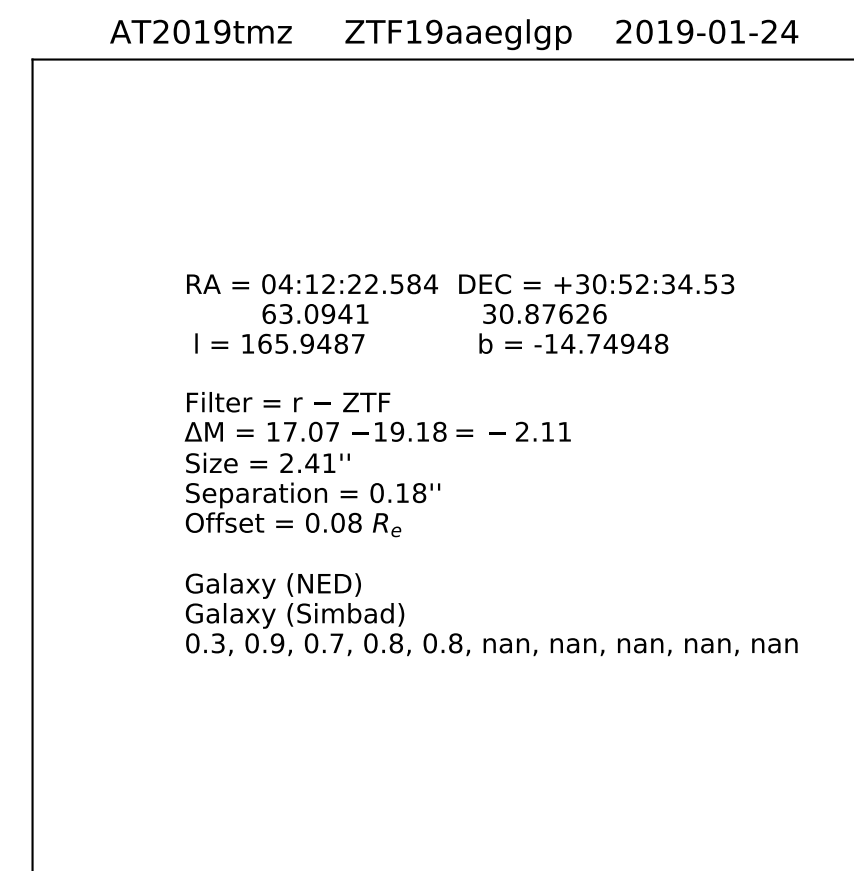 AT2019tmz ZTF19aaeglgp 2019-01-24
RA = 04:12:22.584 DEC = +30:52:34.53
63.0941 30.87626
l = 165.9487 b = -14.74948
Filter = r − ZTF
ΔM = 17.07 −19.18 = − 2.11
Size = 2.41''
Separation = 0.18''
Offset = 0.08 Rₑ
Galaxy (NED)
Galaxy (Simbad)
0.3, 0.9, 0.7, 0.8, 0.8, nan, nan, nan, nan, nan